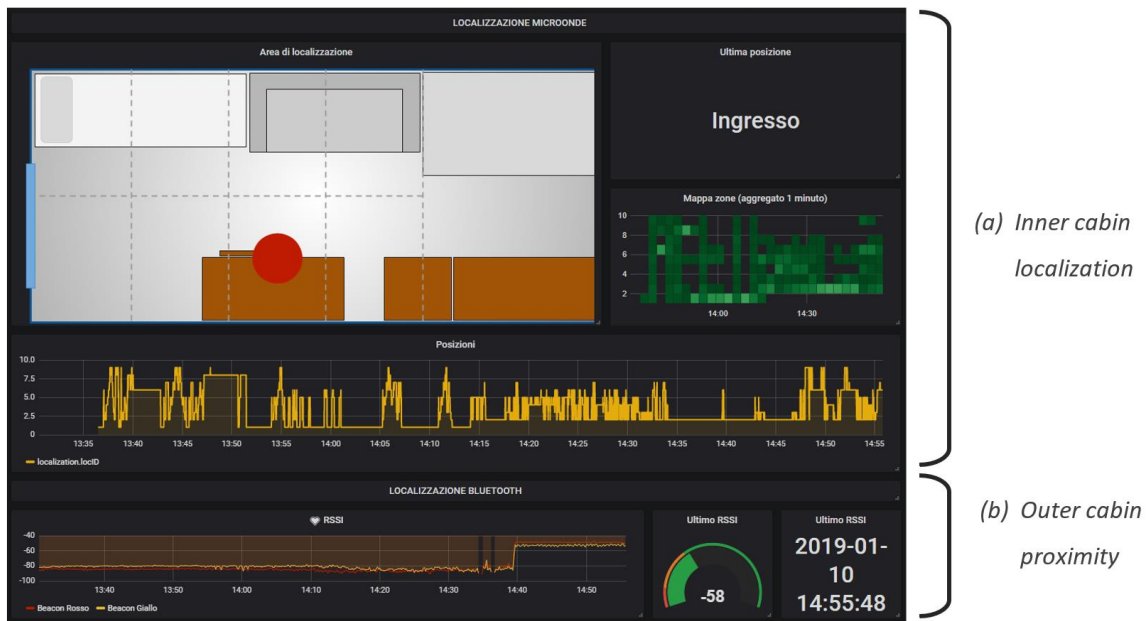 LOCALIZZAZIONE MICROONDE
Area di localizzazione
Ultima posizione
Ingresso
Mappa zone (aggregato 1 minuto)
10
8
6
4
2
14:00
14:30
(a) Inner cabin
localization
Posizioni
10.0
7.5
5.0
2.5
0
13:35
13:40
13:45
13:50
13:55
14:00
14:05
14:10
14:15
14:20
14:25
14:30
14:35
14:40
14:45
14:50
14:55
localization.locID
LOCALIZZAZIONE BLUETOOTH
RSSI
-40
-60
-80
-100
13:40
13:50
14:00
14:10
14:20
14:30
14:40
14:50
Beacon Rosso
Beacon Giallo
Ultimo RSSI
-58
Ultimo RSSI
2019-01-
10
14:55:48
(b) Outer cabin
proximity